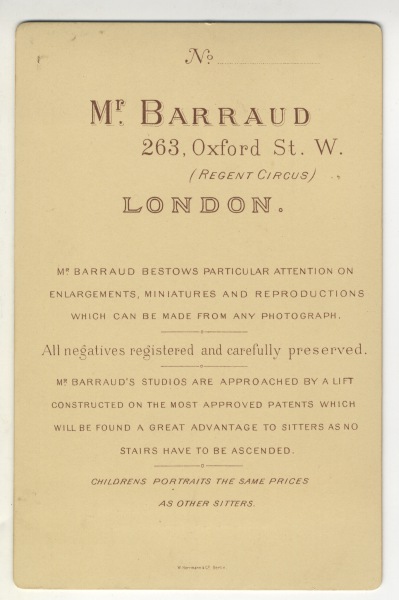 No
Mr. BARRAUD
263, Oxford St. W.
(REGENT CIRCUS)
LONDON.
MR BARRAUD BESTOWS PARTICULAR ATTENTION ON
ENLARGEMENTS, MINIATURES AND REPRODUCTIONS
WHICH CAN BE MADE FROM ANY PHOTOGRAPH.
All negatives registered and carefully preserved.
MR BARRAUD'S STUDIOS ARE APPROACHED BY A LIFT
CONSTRUCTED ON THE MOST APPROVED PATENTS WHICH
WILL BE FOUND A GREAT ADVANTAGE TO SITTERS AS NO
STAIRS HAVE TO BE ASCENDED.
CHILDRENS PORTRAITS THE SAME PRICES
AS OTHER SITTERS.
Berlin